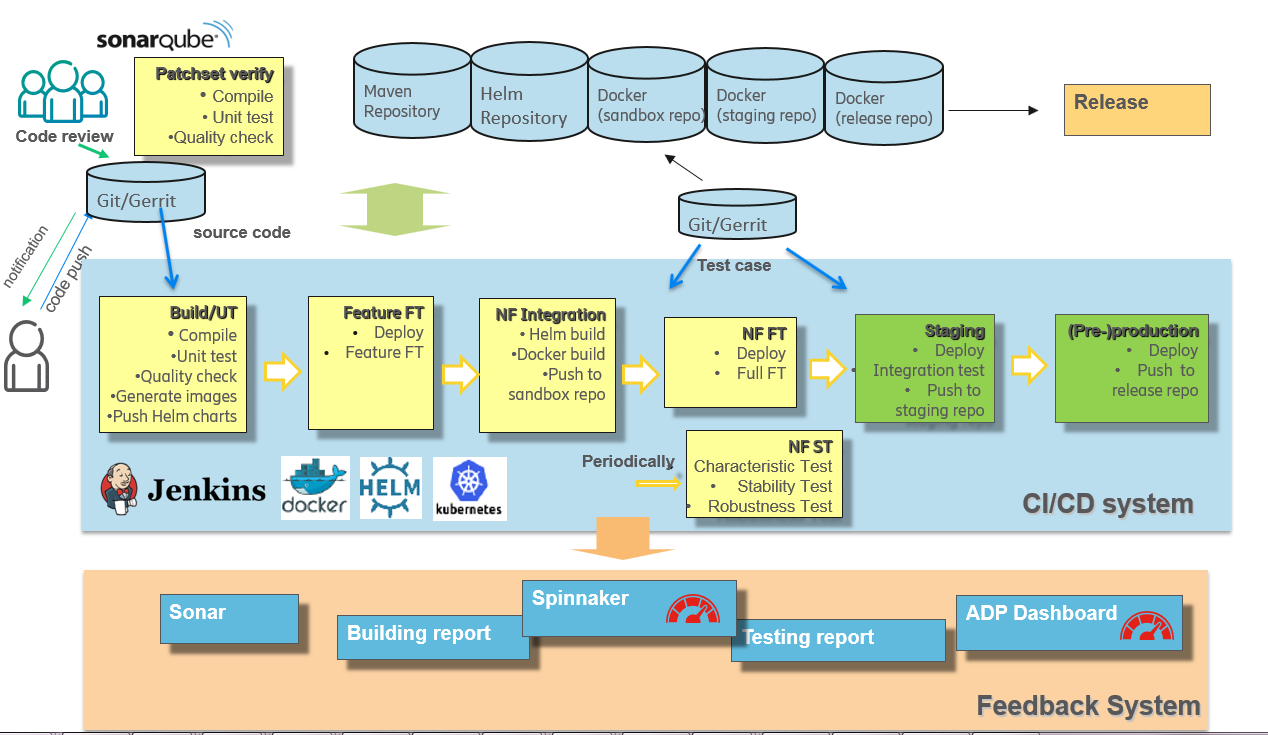 sonarqube
Patchset verify
• Compile
• Unit test
•Quality check
Code review
Git/Gerrit
source code
notification
code push
Maven
Repository
Helm
Repository
Docker
(sandbox repo)
Docker
(staging repo)
Docker
(release repo)
Release
Git/Gerrit
Test case
Build/UT
• Compile
•Unit test
•Quality check
•Generate images
•Push Helm charts
Feature FT
• Deploy
• Feature FT
NF Integration
• Helm build
•Docker build
•Push to
sandbox repo
NF FT
• Deploy
• Full FT
Staging
• Deploy
• Integration test
• Push to
staging repo
(Pre-)production
• Deploy
• Push to
release repo
Periodically
NF ST
Characteristic Test
• Stability Test
• Robustness Test
Jenkins
docker
HELM
kubernetes
CI/CD system
Sonar
Building report
Spinnaker
Testing report
ADP Dashboard
Feedback System